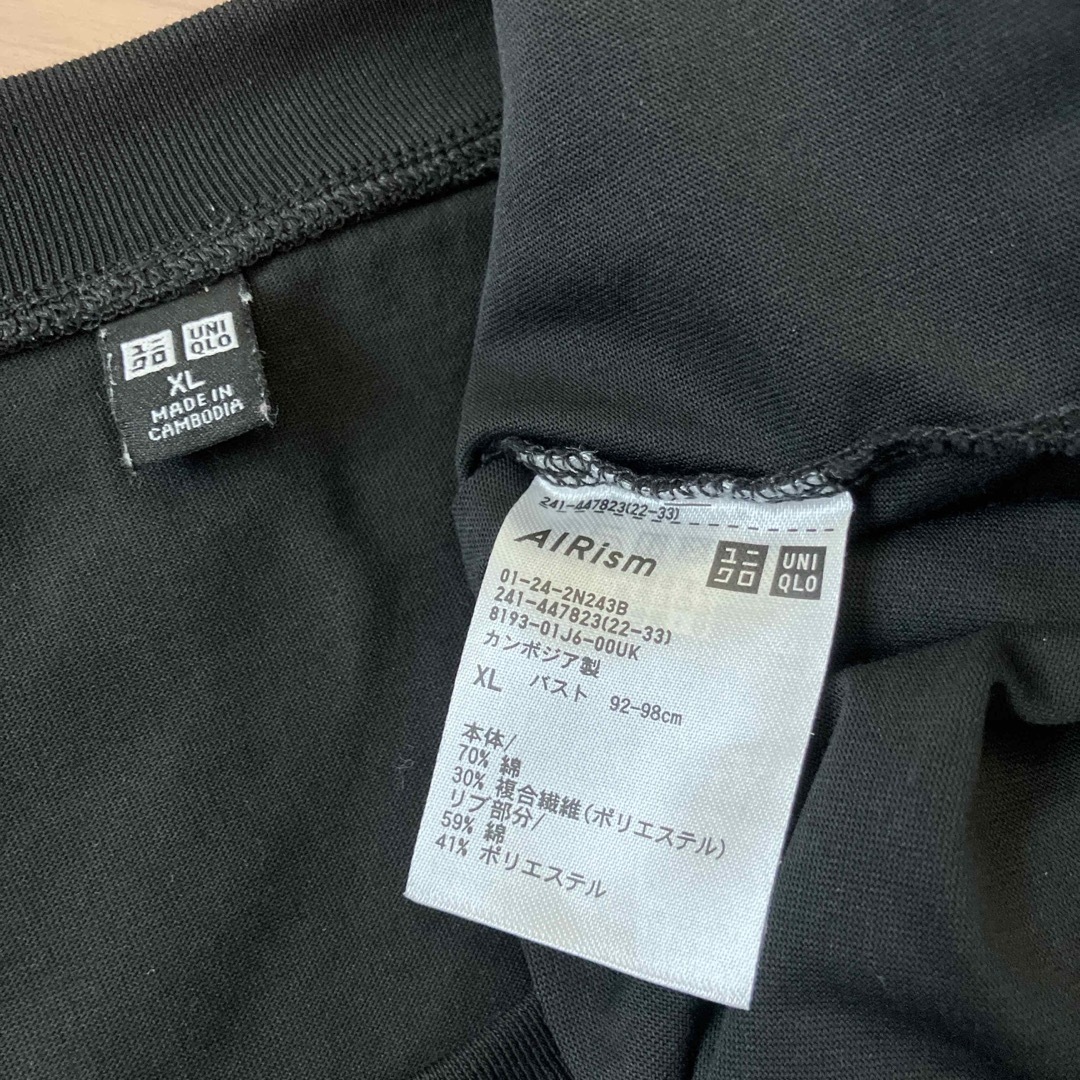 ユニ
クロ
UNI
QLO
XL
MADE IN
CAMBODIA
241-447823(22-33)
AIRism
ユニ
クロ
UNI
QLO
01-24-2N243B
241-447823(22-33)
8193-01J6-00UK
カンボジア製
XL バスト 92-98cm
本体/
70% 綿
30% 複合繊維(ポリエステル)
リブ部分/
59% 綿
41% ポリエステル